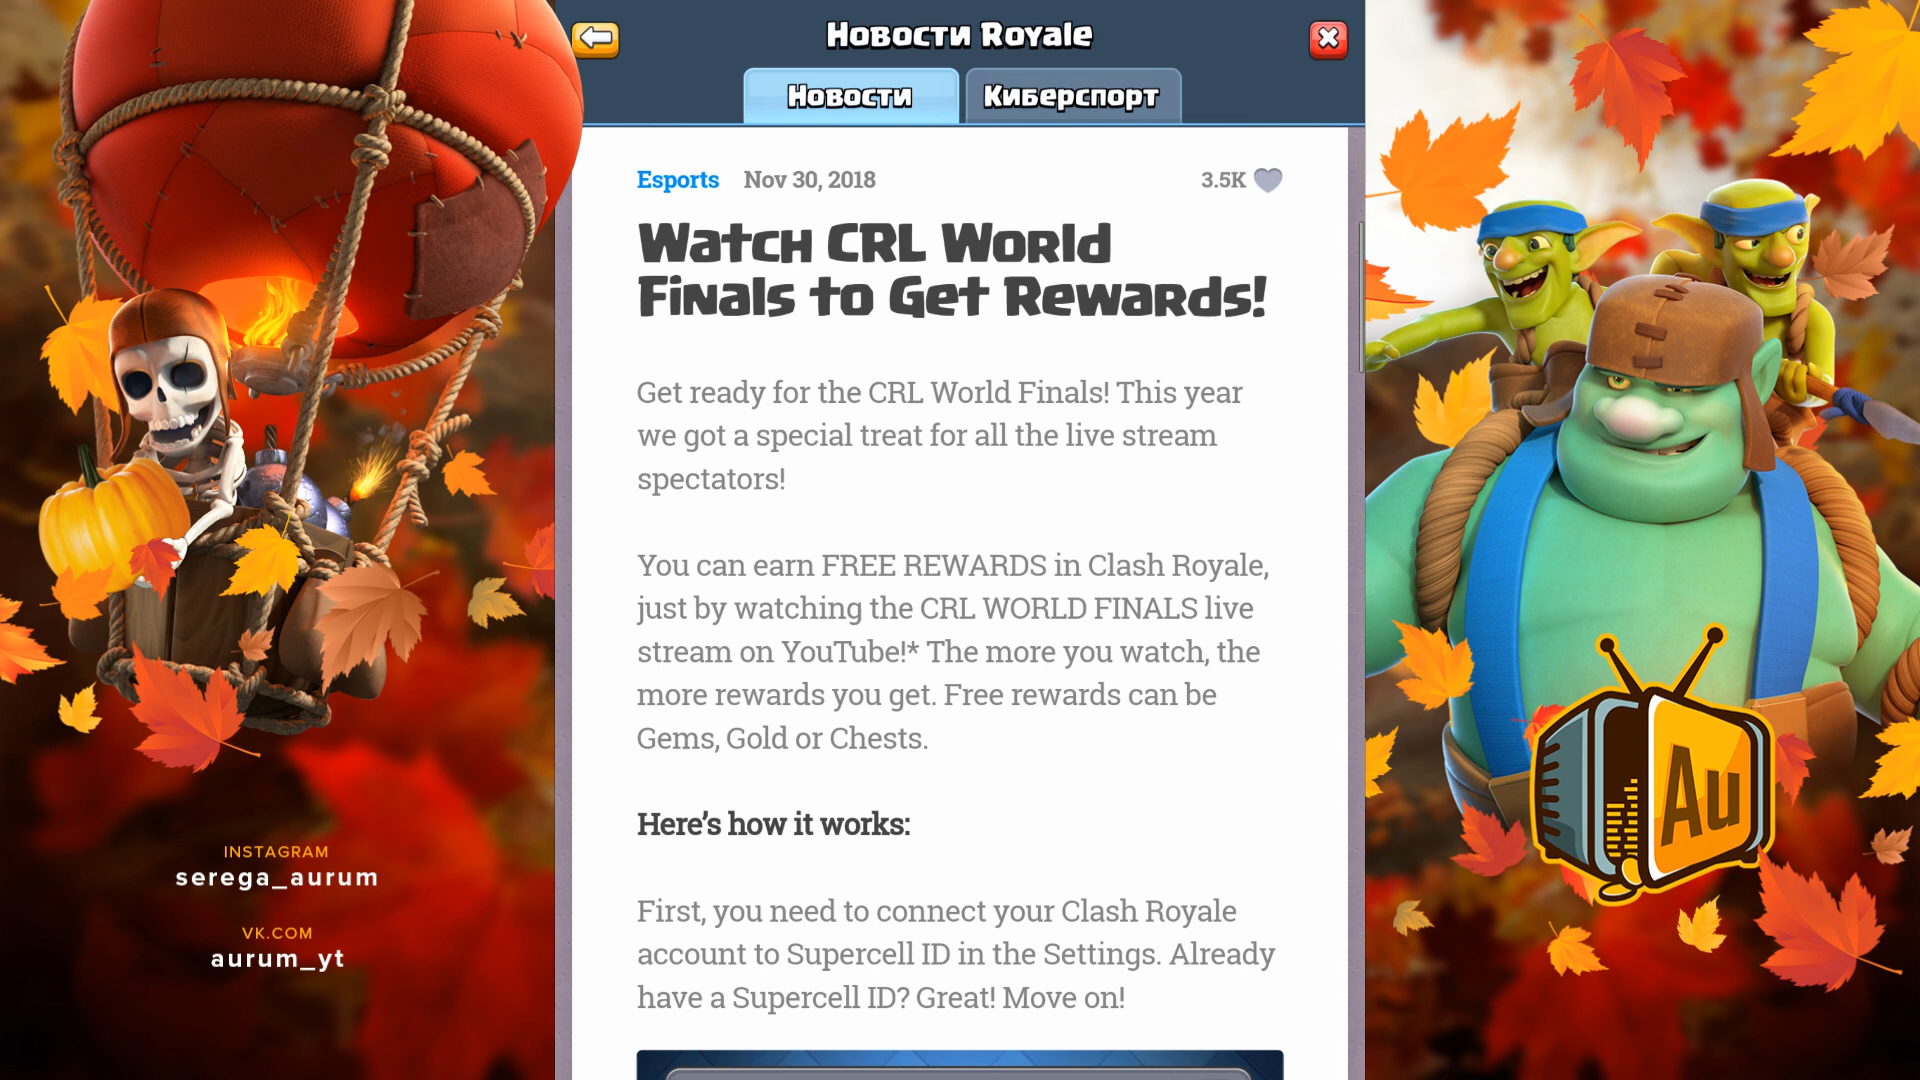 Новости Royale
Новости
Киберспорт
Esports Nov 30, 2018
3.5K
Watch CRL World
Finals to Get Rewards!
Get ready for the CRL World Finals! This year
we got a special treat for all the live stream
spectators!
You can earn FREE REWARDS in Clash Royale,
just by watching the CRL WORLD FINALS live
stream on YouTube!* The more you watch, the
more rewards you get. Free rewards can be
Gems, Gold or Chests.
Here’s how it works:
First, you need to connect your Clash Royale
account to Supercell ID in the Settings. Already
have a Supercell ID? Great! Move on!
INSTAGRAM
serega_aurum
VK.COM
aurum_yt
Au